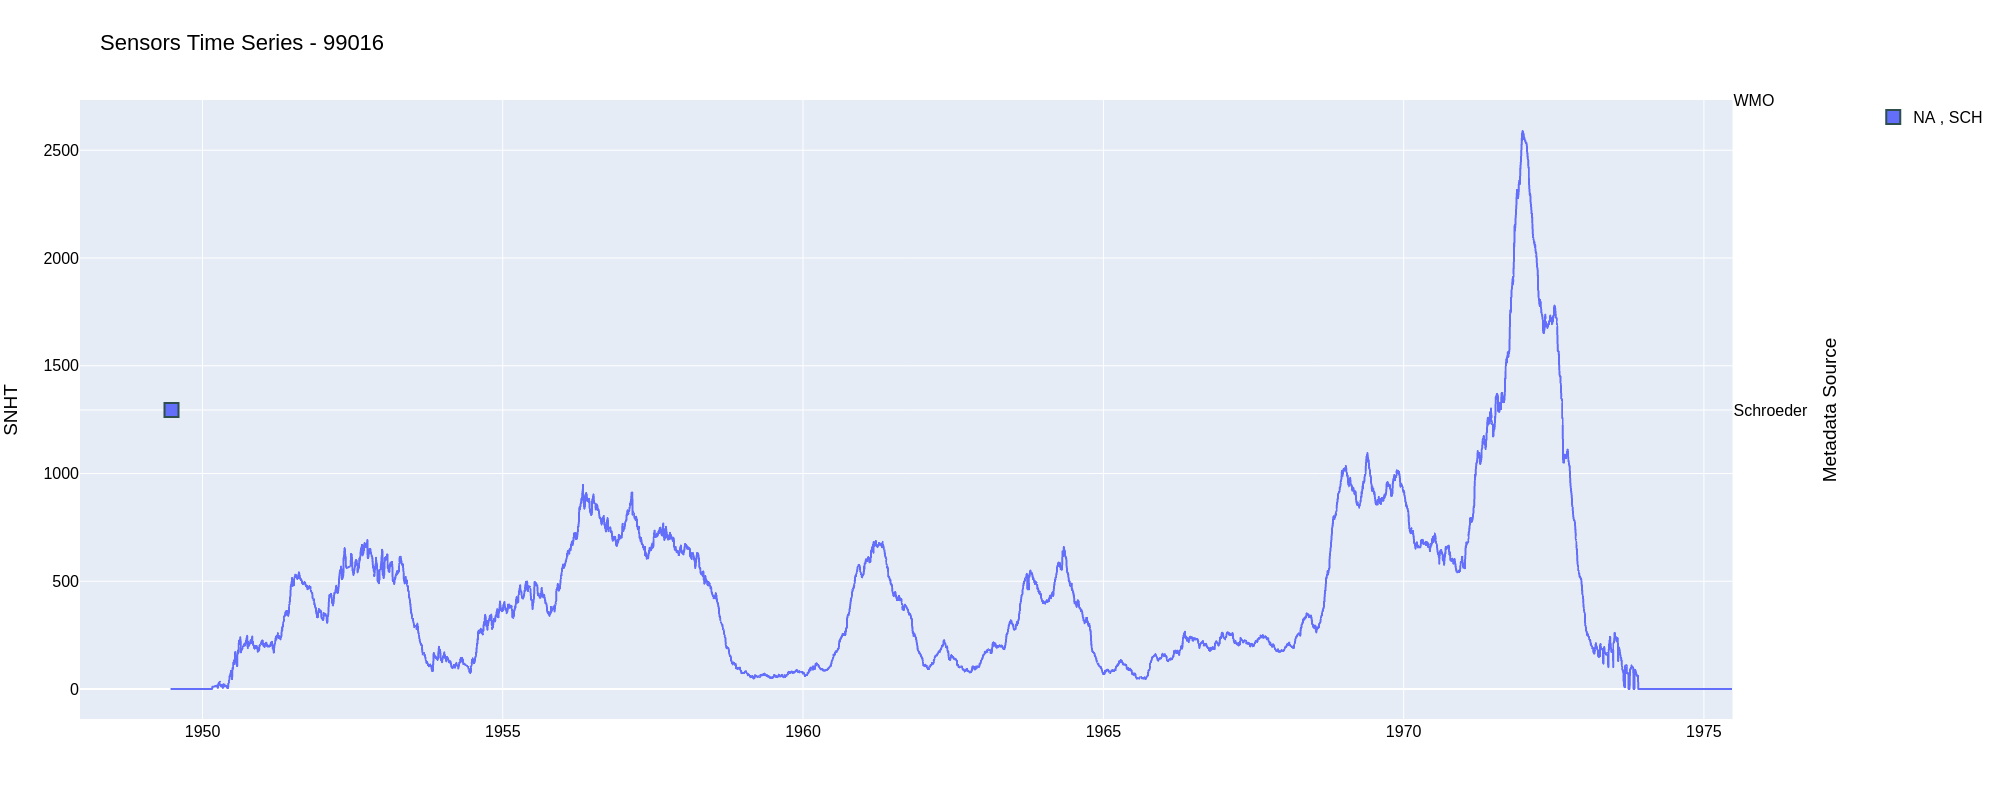 Sensors Time Series - 99016
WMO
NA , SCH
2500
2000
1500
1000
500
0
SNHT
Schroeder
Metadata Source
1950
1955
1960
1965
1970
1975